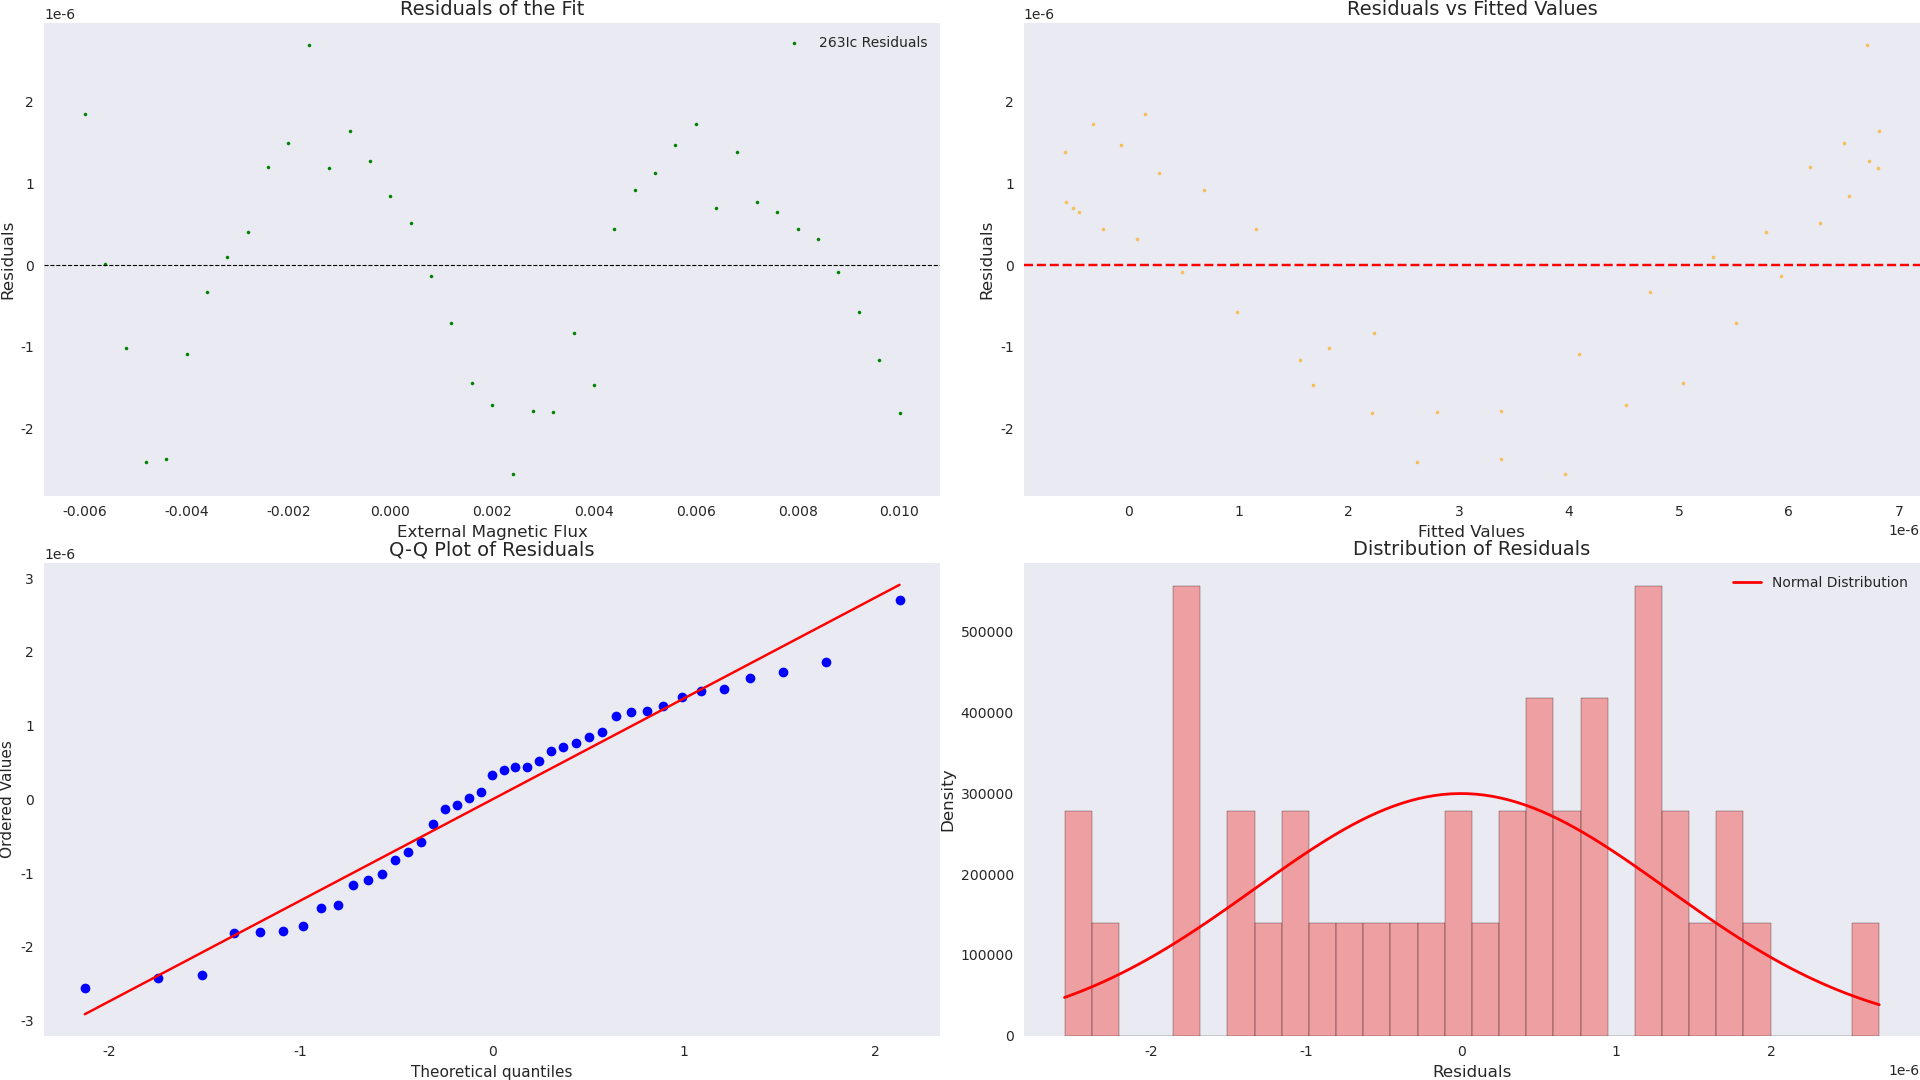 Residuals of the Fit
1e-6
263Ic Residuals
2
1
0
-1
-2
Residuals
-0.006 -0.004 -0.002 0.000 0.002 0.004 0.006 0.008 0.010
External Magnetic Flux
Residuals vs Fitted Values
1e-6
2
1
0
-1
-2
Residuals
0 1 2 3 4 5 6 7
1e-6
Fitted Values
Q-Q Plot of Residuals
1e-6
3
2
1
0
-1
-2
-3
Ordered Values
-2 -1 0 1 2
Theoretical quantiles
Distribution of Residuals
Normal Distribution
500000
400000
300000
200000
100000
0
Density
-2 -1 0 1 2
1e-6
Residuals